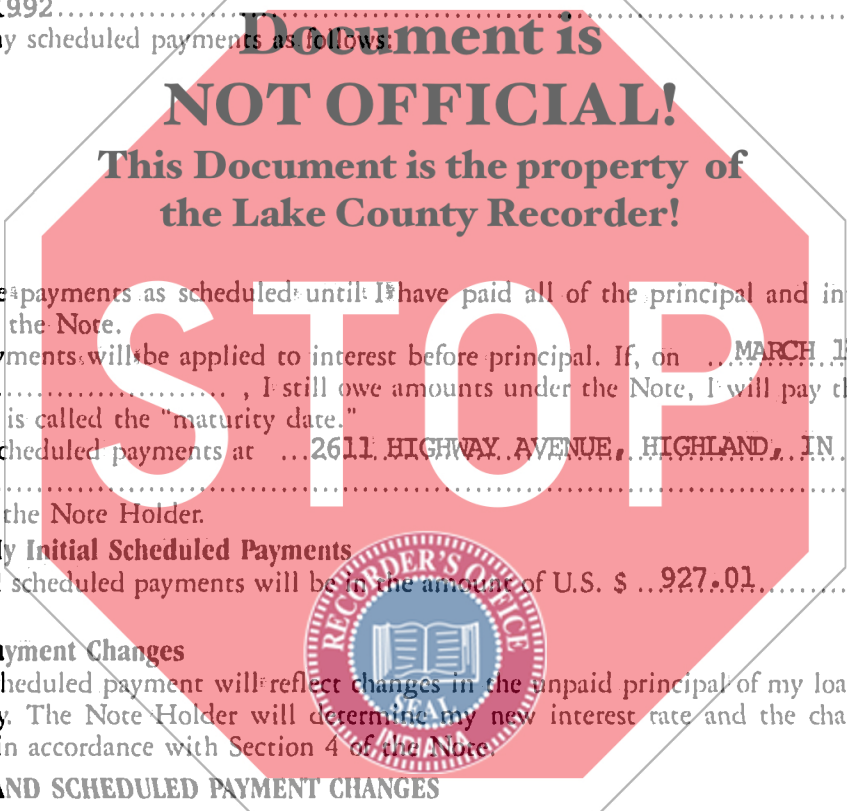 1992
y scheduled payments as follows:
Document is
NOT OFFICIAL!
This Document is the property of
the Lake County Recorder!
STOP
e payments as scheduled until I have paid all of the principal and in
the Note.
yments will be applied to interest before principal. If, on ... MARCH 1
, I still owe amounts under the Note, I will pay th
is called the "maturity date."
cheduled payments at ... 2611 HIGHWAY AVENUE, HIGHLAND, IN
the Note Holder.
y Initial Scheduled Payments
l scheduled payments will be in the amount of U.S. $ ... 927.01
RECORDER'S OFFICE
SEAL
yment Changes
heduled payment will reflect changes in the unpaid principal of my loa
y. The Note Holder will determine my new interest rate and the cha
in accordance with Section 4 of the Note.
AND SCHEDULED PAYMENT CHANGES